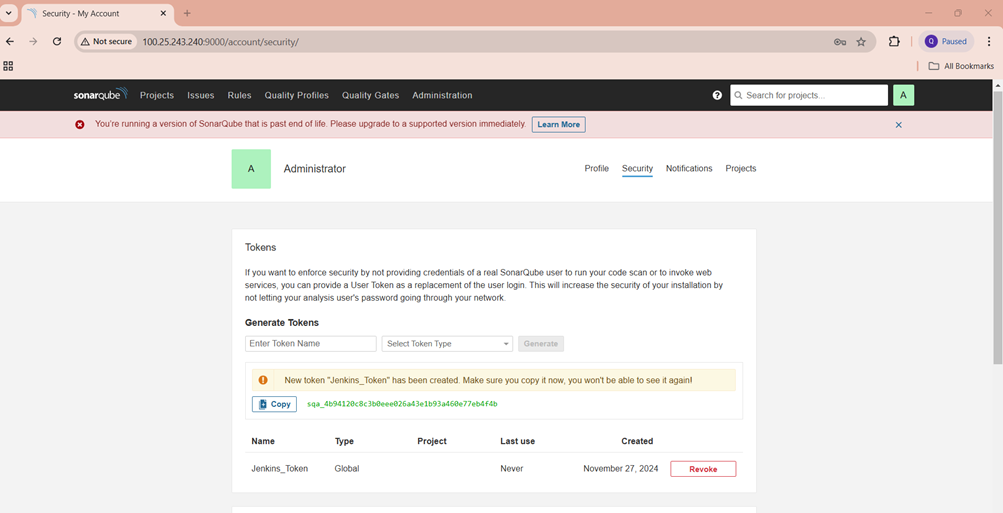 Security - My Account
Not secure
100.25.243.240:9000/account/security/
Q Paused
All Bookmarks
sonarqube Projects Issues Rules Quality Profiles Quality Gates Administration
? Search for projects... A
You're running a version of SonarQube that is past end of life. Please upgrade to a supported version immediately. Learn More
A Administrator
Profile Security Notifications Projects
Tokens
If you want to enforce security by not providing credentials of a real SonarQube user to run your code scan or to invoke web
services, you can provide a User Token as a replacement of the user login. This will increase the security of your installation by
not letting your analysis user's password going through your network.
Generate Tokens
Enter Token Name Select Token Type Generate
New token "Jenkins_Token" has been created. Make sure you copy it now, you won't be able to see it again!
Copy sqa_4b94120c8c3b0eee026a43e1b93a460e77eb4f4b
Name Type Project Last use Created
Jenkins_Token Global Never November 27, 2024 Revoke